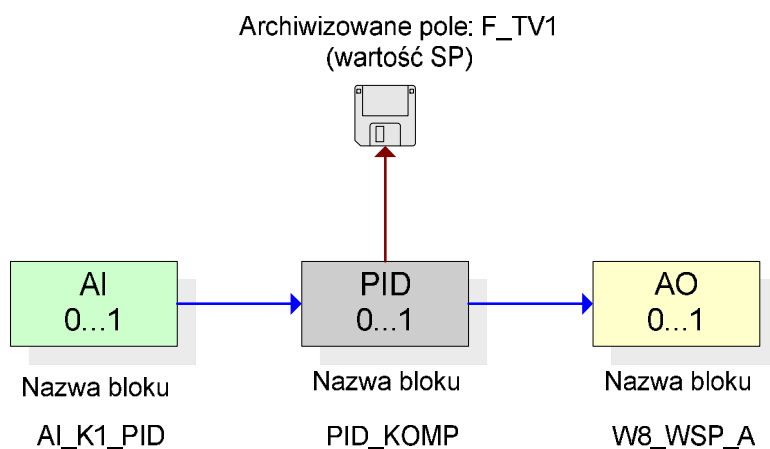 Archiwizowane pole: F_TV1
(wartość SP)
AI
0...1
PID
0...1
AO
0...1
Nazwa bloku
Nazwa bloku
Nazwa bloku
AI_K1_PID
PID_KOMP
W8_WSP_A